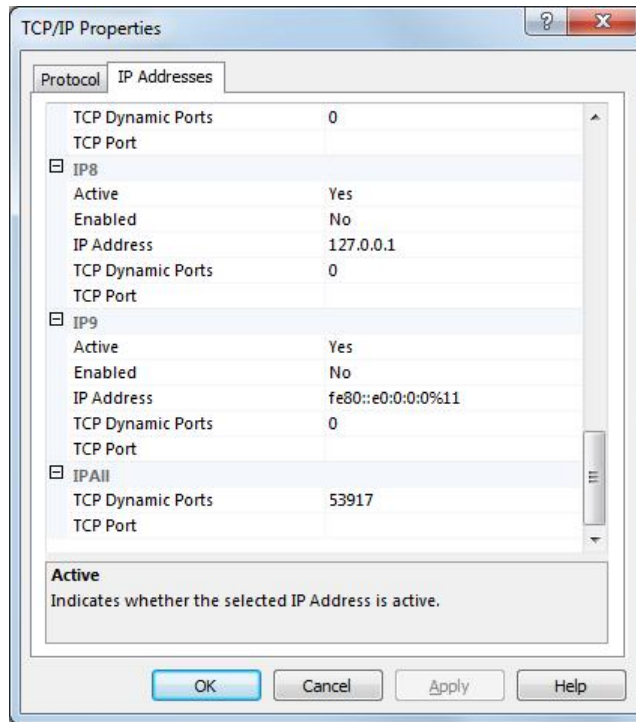 TCP/IP Properties
Protocol IP Addresses
TCP Dynamic Ports 0
TCP Port
IP8
Active Yes
Enabled No
IP Address 127.0.0.1
TCP Dynamic Ports 0
TCP Port
IP9
Active Yes
Enabled No
IP Address fe80::e0:0:0:0%11
TCP Dynamic Ports 0
TCP Port
IPAll
TCP Dynamic Ports 53917
TCP Port
Active
Indicates whether the selected IP Address is active.
OK Cancel Apply Help